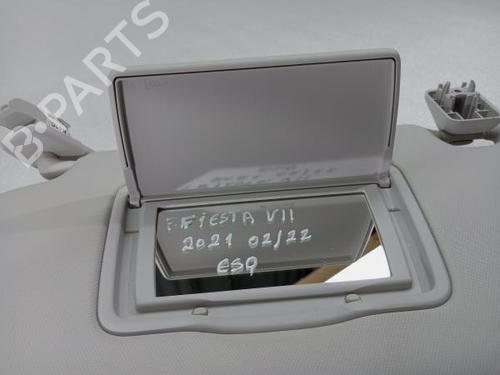 B-PARTS
FIESTA VII
2021 02/22
ESQ